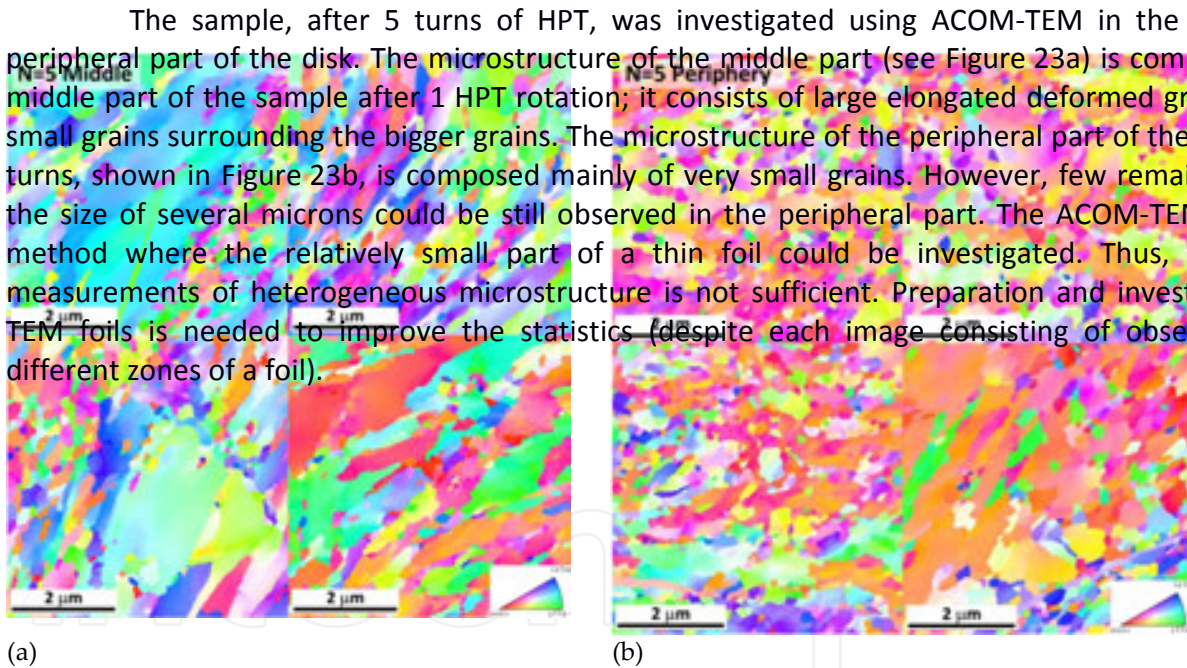 The sample, after 5 turns of HPT, was investigated using ACOM-TEM in the
peripheral part of the disk. The microstructure of the middle part (see Figure 23a) is com
N=5 Middle
N=5 Periphery
middle part of the sample after 1 HPT rotation; it consists of large elongated deformed gr
small grains surrounding the bigger grains. The microstructure of the peripheral part of the
turns, shown in Figure 23b, is composed mainly of very small grains. However, few remai
the size of several microns could be still observed in the peripheral part. The ACOM-TEM
method where the relatively small part of a thin foil could be investigated. Thus,
measurements of heterogeneous microstructure is not sufficient. Preparation and invest
2 μm 2 μm 2 μm 2 μm
TEM foils is needed to improve the statistics (despite each image consisting of obse
different zones of a foil).
2 μm 2 μm 2 μm 2 μm
(a) (b)